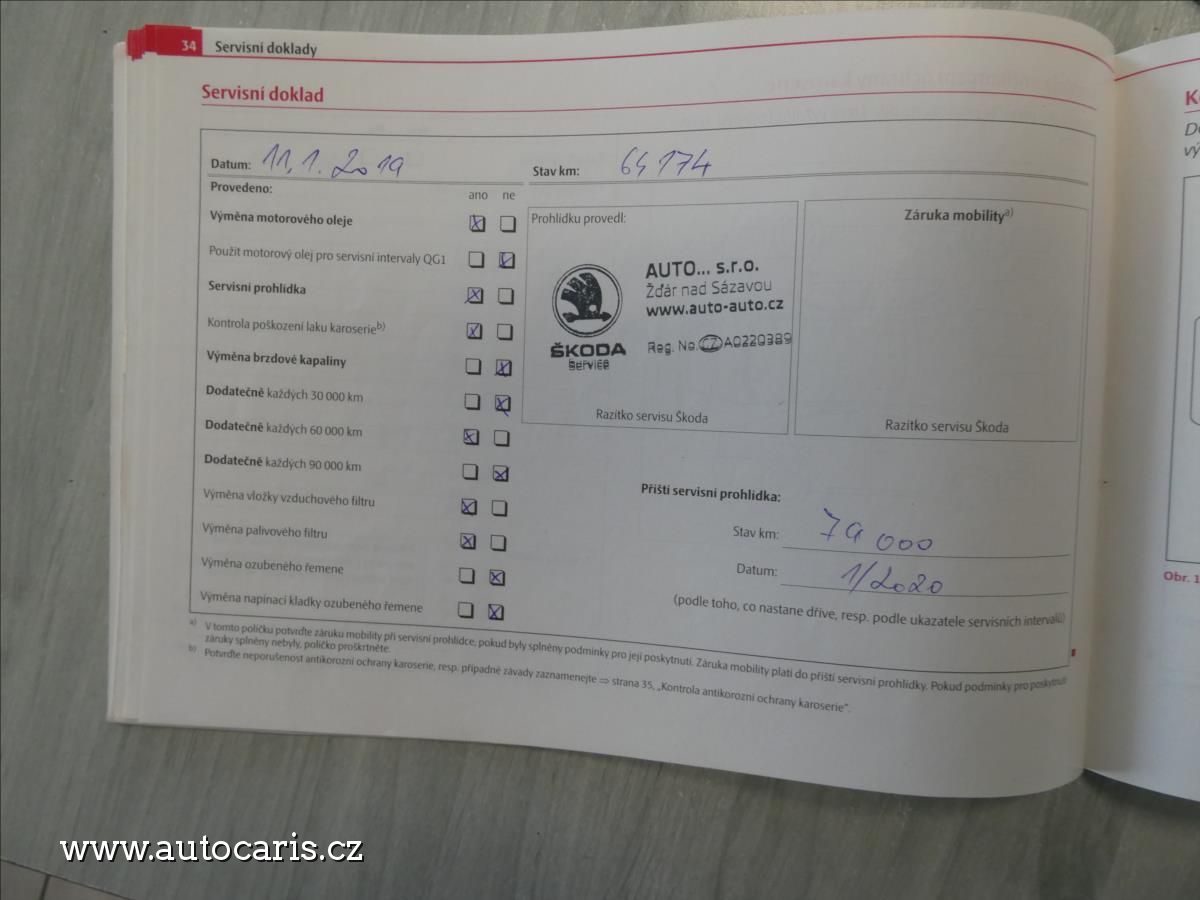 34 Servisní doklady
Servisní doklad
Datum: 11.1.2019
Stav km: 64 174
Provedeno: ano ne
Výměna motorového oleje
Použit motorový olej pro servisní intervaly QG1
Servisní prohlídka
Kontrola poškození laku karoserie b)
Výměna brzdové kapaliny
Dodatečně každých 30 000 km
Dodatečně každých 60 000 km
Dodatečně každých 90 000 km
Výměna vložky vzduchového filtru
Výměna palivového filtru
Výměna ozubeného řemene
Výměna napínací kladky ozubeného řemene
Prohlídku provedl:
ŠKODA
Service
AUTO... s.r.o.
Žďár nad Sázavou
www.auto-auto.cz
Reg. No. CZ A0220389
Razítko servisu Škoda
Záruka mobility a)
Razítko servisu Škoda
Příští servisní prohlídka:
Stav km: 79 000
Datum: 1/2020
(podle toho, co nastane dříve, resp. podle ukazatele servisních intervalů)
a) V tomto políčku potvrďte záruku mobility při servisní prohlídce, pokud byly splněny podmínky pro její poskytnutí. Záruka mobility platí do příští servisní prohlídky. Pokud podmínky pro poskytnutí
záruky splněny nebyly, políčko proškrtněte.
b) Potvrďte neporušenost antikorozní ochrany karoserie, resp. případné závady zaznamenejte ⇒ strana 35, „Kontrola antikorozní ochrany karoserie“.
Obr. 1
www.autocaris.cz